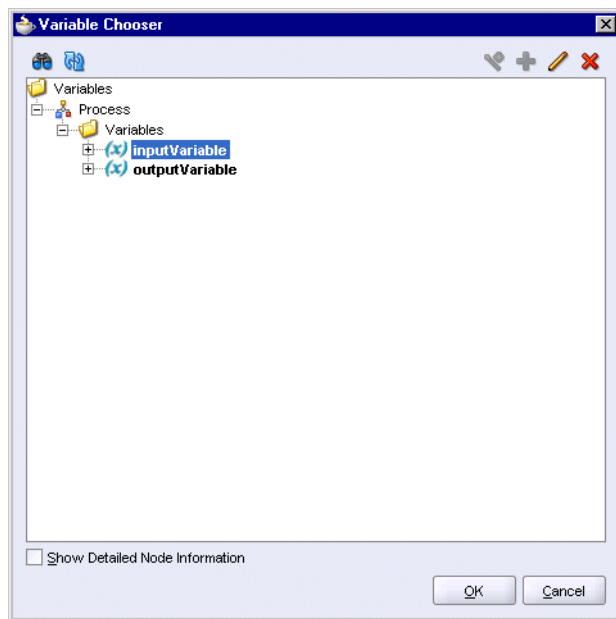 Variable Chooser
Variables
Process
Variables
(x) inputVariable
(x) outputVariable
Show Detailed Node Information
OK Cancel